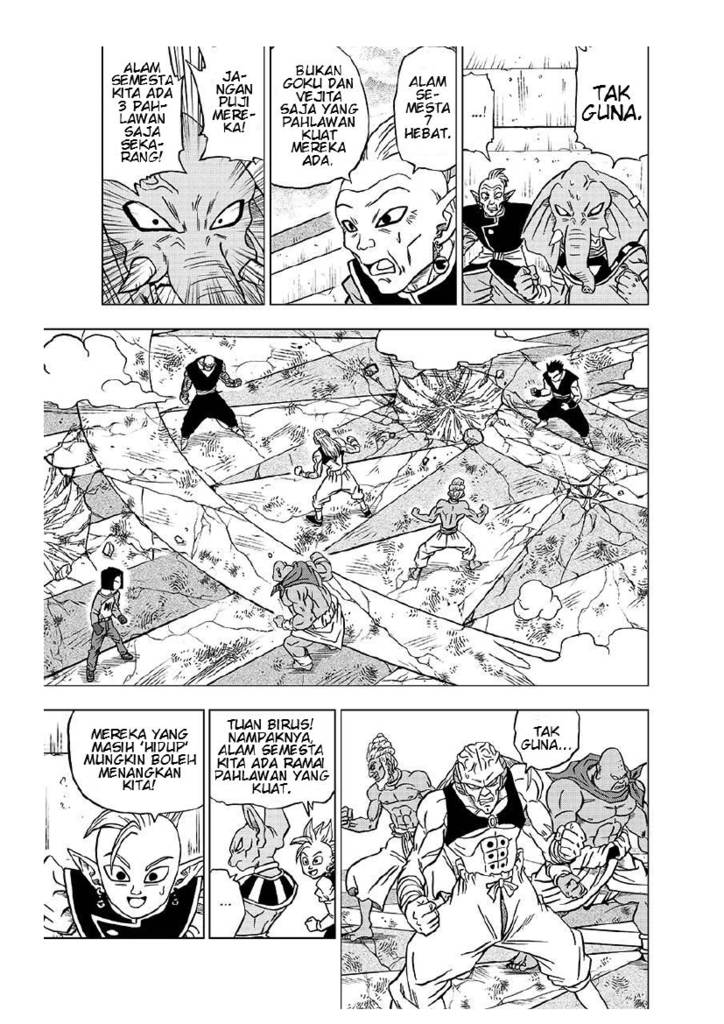 TAK
GUNA.
...!
ALAM
SE-
MESTA
7
HEBAT.
BUKAN
GOKU DAN
VEJITA
SAJA YANG
PAHLAWAN
KUAT
MEREKA
ADA.
JA-
NGAN
PUJI
MERE-
KA!
ALAM
SEMESTA
KITA ADA
3 PAH-
LAWAN
SAJA
SEKA-
RANG!
TAK
GUNA...
TUAN BIRUS!
NAMPAKNYA,
ALAM SEMESTA
KITA ADA RAMAI
PAHLAWAN YANG
KUAT.
...
MEREKA YANG
MASIH 'HIDUP'
MUNGKIN BOLEH
MENANGKAN
KITA!